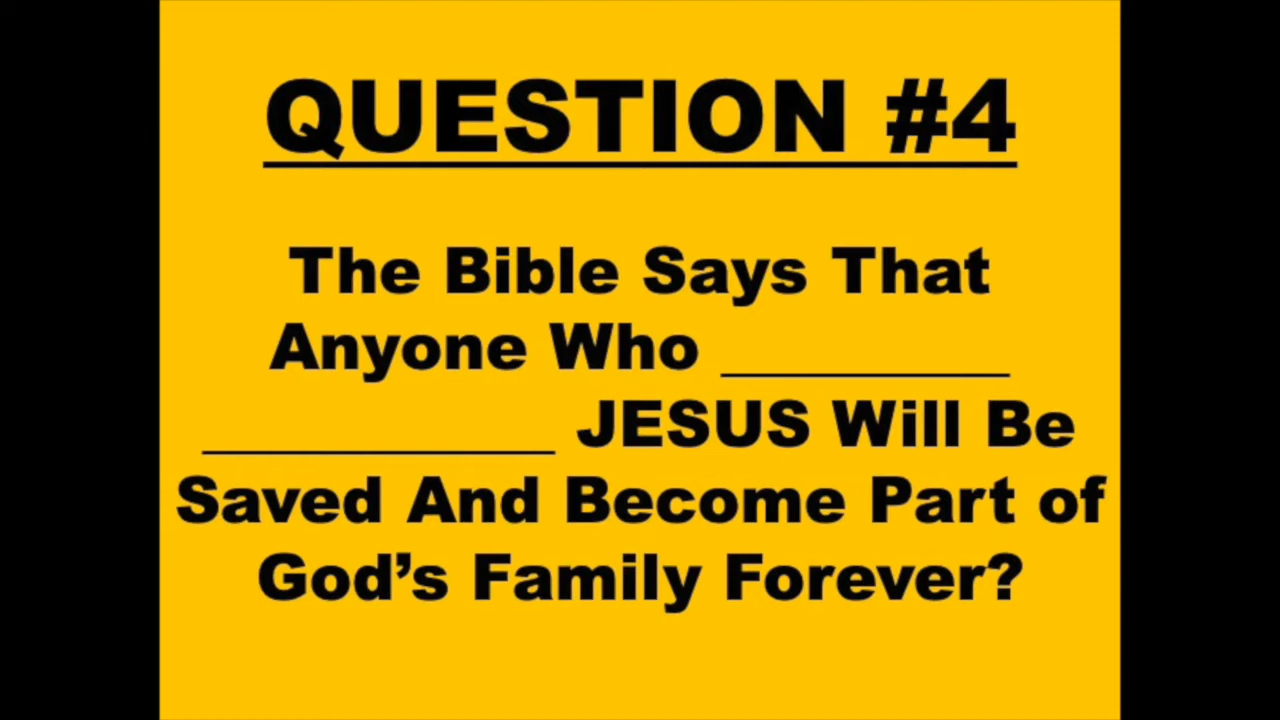 QUESTION #4
The Bible Says That
Anyone Who _________
___________ JESUS Will Be
Saved And Become Part of
God’s Family Forever?